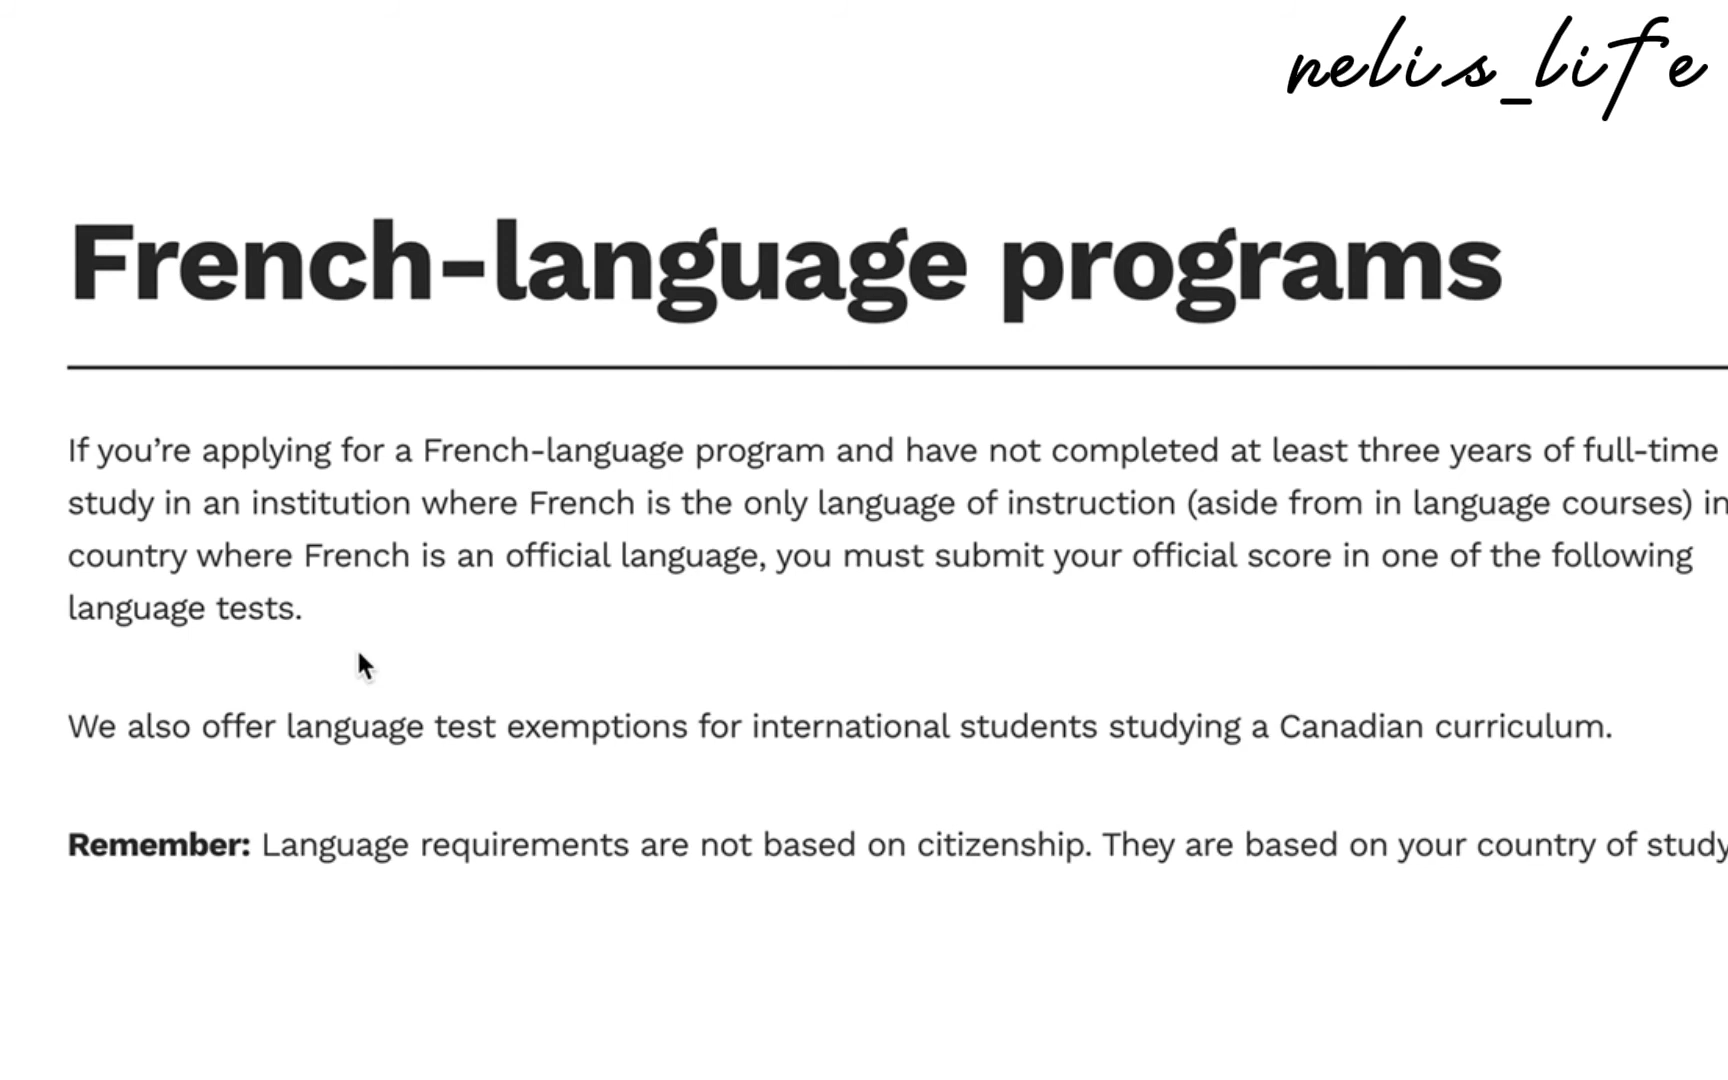 nelis_life
French-language programs
If you’re applying for a French-language program and have not completed at least three years of full-time
study in an institution where French is the only language of instruction (aside from in language courses) in
country where French is an official language, you must submit your official score in one of the following
language tests.
We also offer language test exemptions for international students studying a Canadian curriculum.
Remember: Language requirements are not based on citizenship. They are based on your country of study